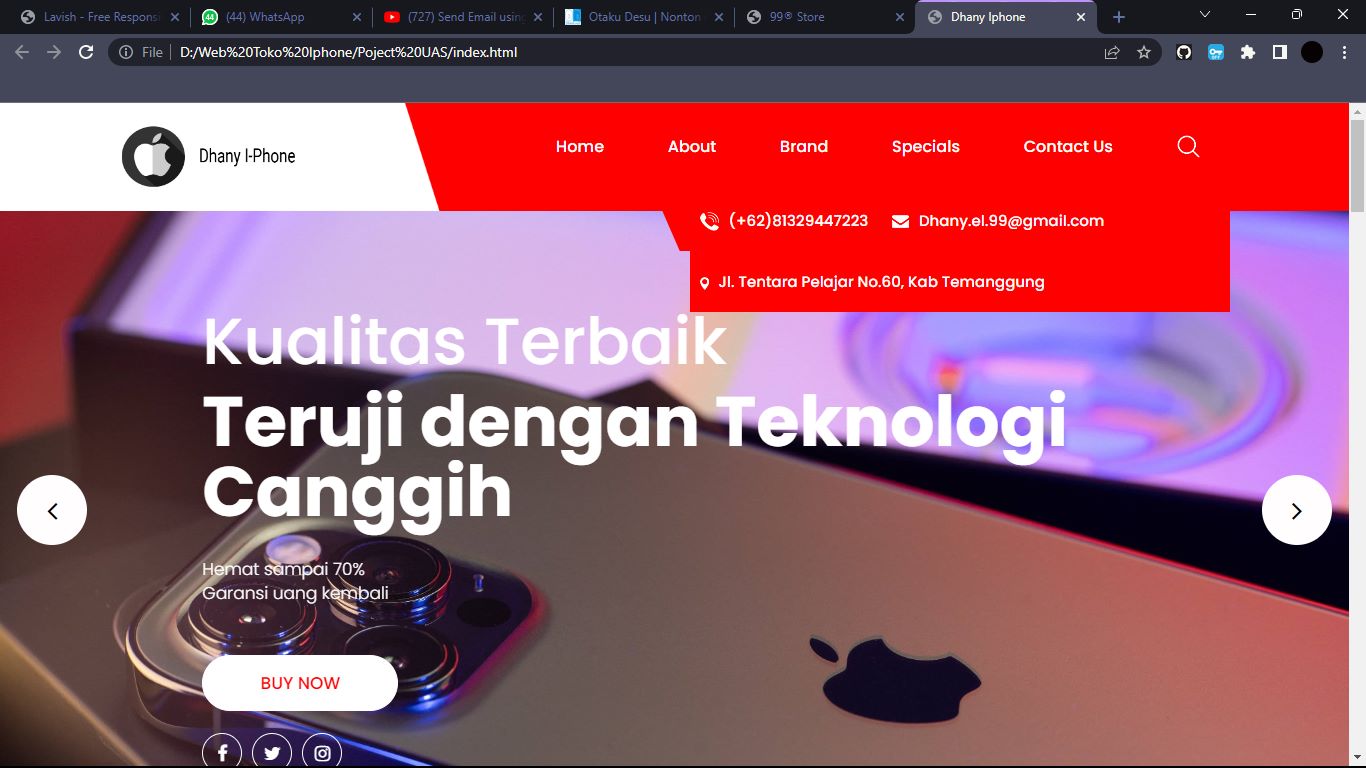 Lavish - Free Respons
44
(44) WhatsApp
(727) Send Email using
Otaku Desu | Nonton
99® Store
Dhany Iphone
File
D:/Web%20Toko%20Iphone/Poject%20UAS/index.html
OFF
Dhany I-Phone
Home
About
Brand
Specials
Contact Us
(+62)81329447223
Dhany.el.99@gmail.com
Jl. Tentara Pelajar No.60, Kab Temanggung
Kualitas Terbaik
Teruji dengan Teknologi
Canggih
Hemat sampai 70%
Garansi uang kembali
BUY NOW